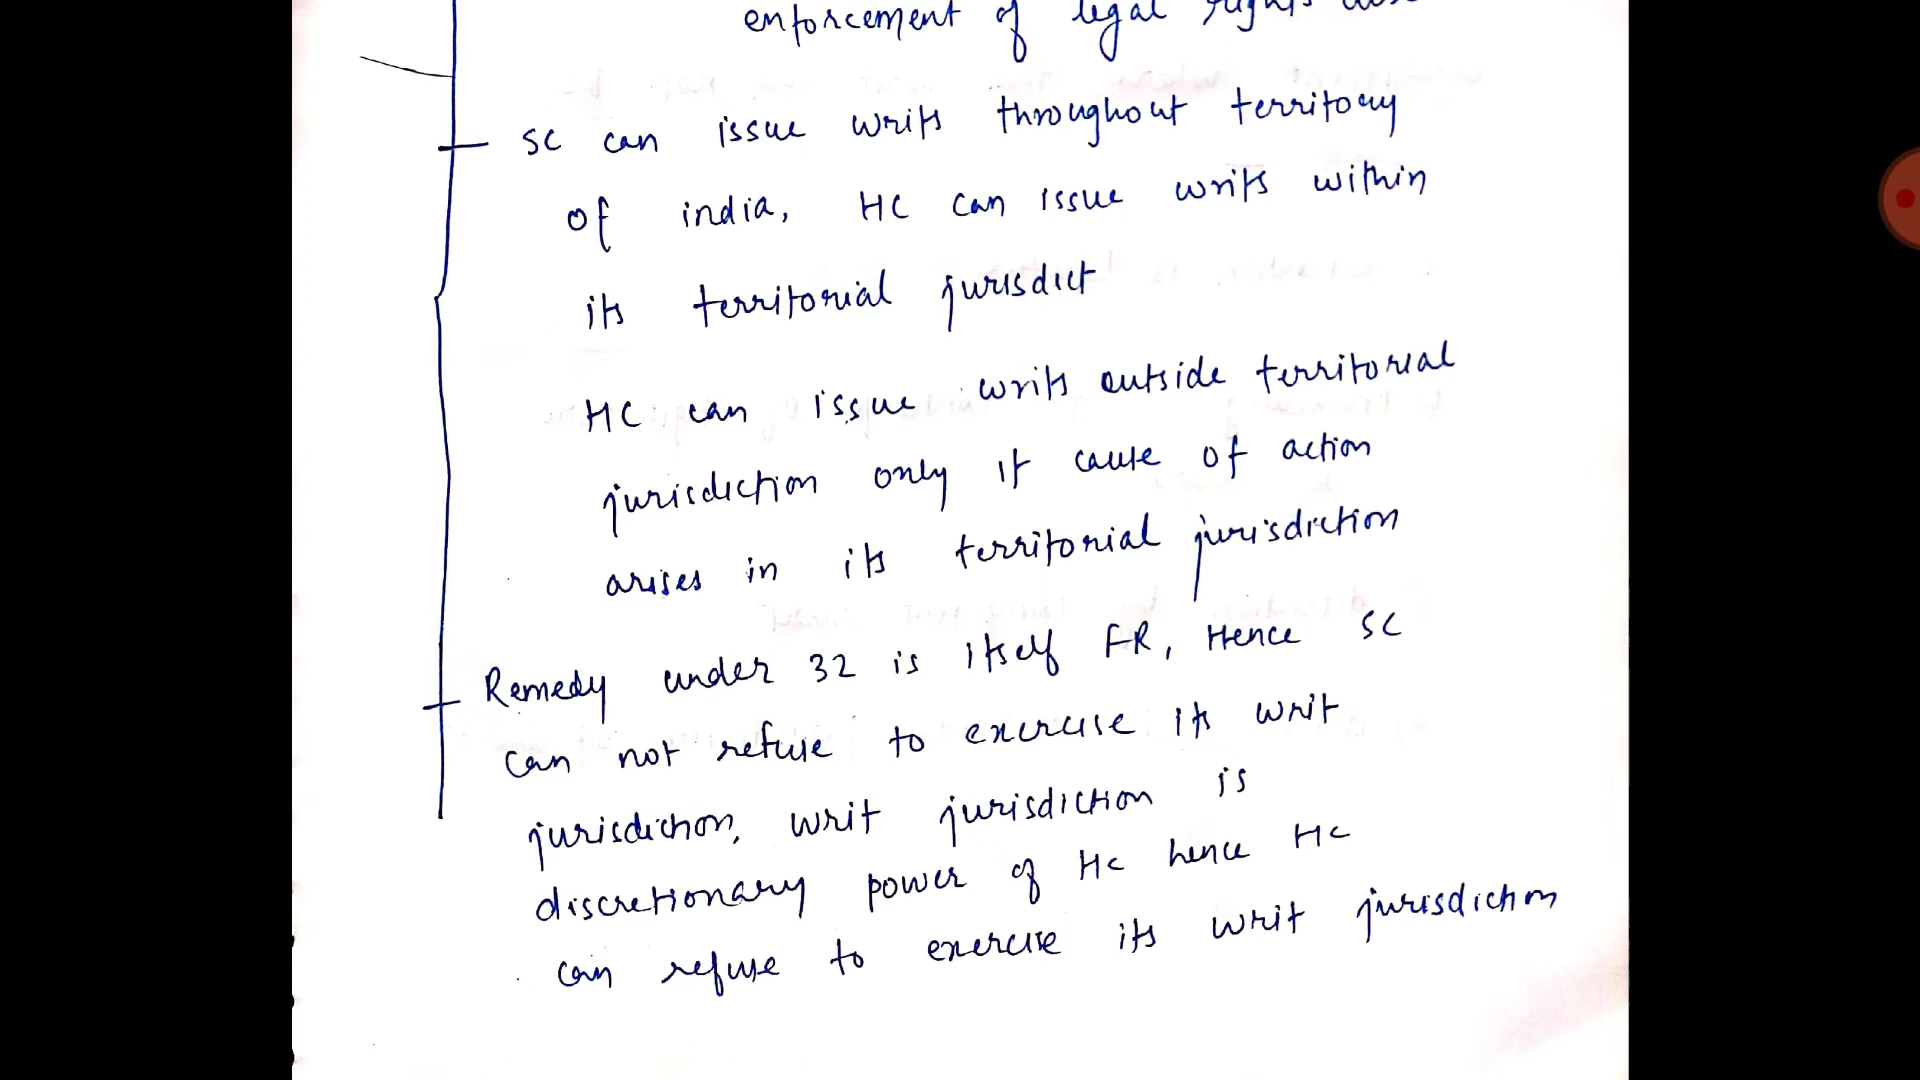 enforcement of legal rights
SC can issue writs throughout territory
of india, HC can issue writs within
its territorial jurisdict
HC can issue writs outside territorial
jurisdiction only if cause of action
arises in its territorial jurisdiction
Remedy under 32 is itself FR, Hence SC
can not refuse to exercise its writ
jurisdiction, writ jurisdiction is
discretionary power of HC hence HC
can refuse to exercise its writ jurisdiction